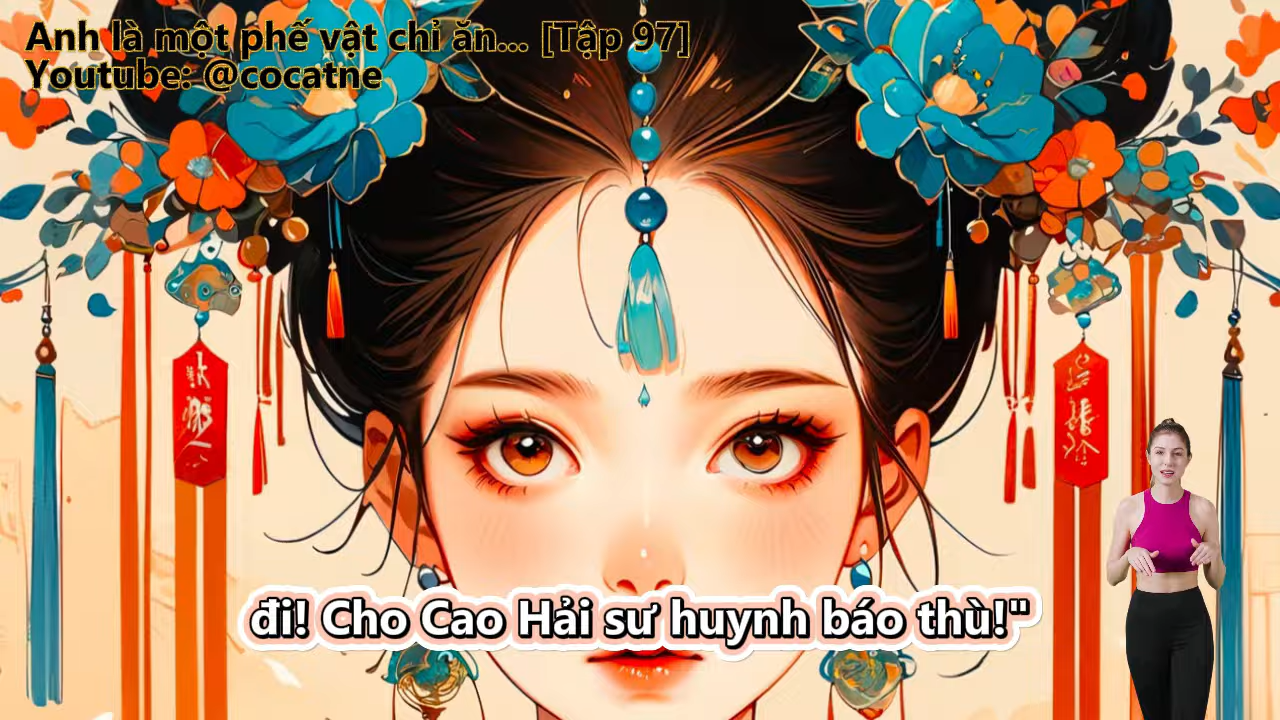 Anh là một phế vật chỉ ăn... [Tập 97]
Youtube: @cocatne
đi! Cho Cao Hải sư huynh báo thù!"